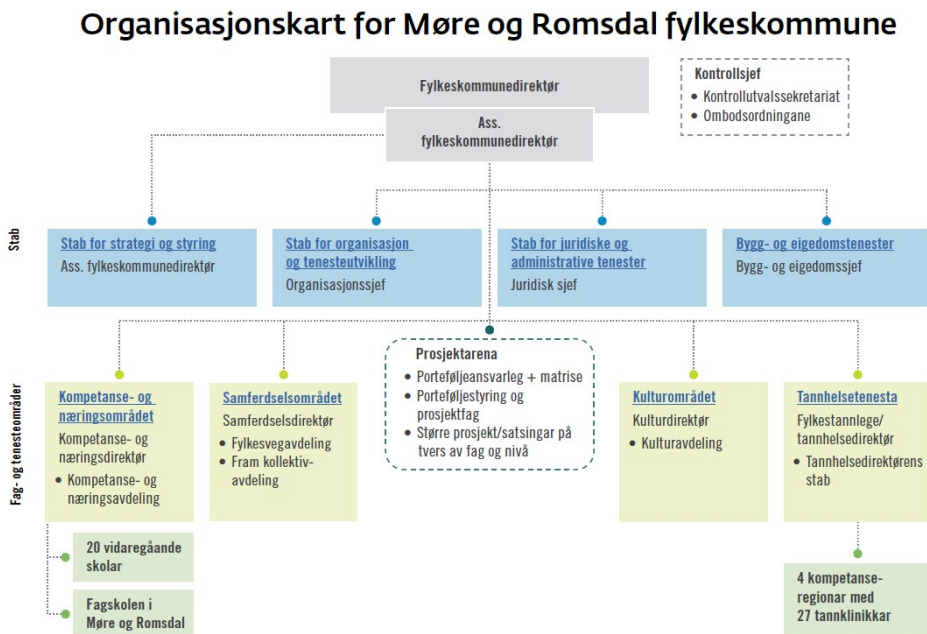 Organisasjonskart for Møre og Romsdal fylkeskommune
Fylkeskommunedirektør
Ass.
fylkeskommunedirektør
Kontrollsjef
• Kontrollutvalssekretariat
• Ombodsordningane
Stab
Stab for strategi og styring
Ass. fylkeskommunedirektør
Stab for organisasjon
og tenesteutvikling
Organisasjonssjef
Stab for juridiske og
administrative tenester
Juridisk sjef
Bygg- og eigedomstenester
Bygg- og eigedomssjef
Fag- og tenesteområder
Kompetanse- og
næringsområdet
Kompetanse- og
næringsdirektør
• Kompetanse- og
næringsavdeling
Samferdselsområdet
Samferdselsdirektør
• Fylkesvegavdeling
• Fram kollektiv-
avdeling
Prosjektarena
• Porteføljeansvarleg + matrise
• Porteføljestyring og
prosjektfag
• Større prosjekt/satsingar på
tvers av fag og nivå
Kulturområdet
Kulturdirektør
• Kulturavdeling
Tannhelsetenesta
Fylkestannlege/
tannhelsedirektør
• Tannhelsedirektørens
stab
20 vidaregåande
skolar
Fagskolen i
Møre og Romsdal
4 kompetanse-
regionar med
27 tannklinikkar